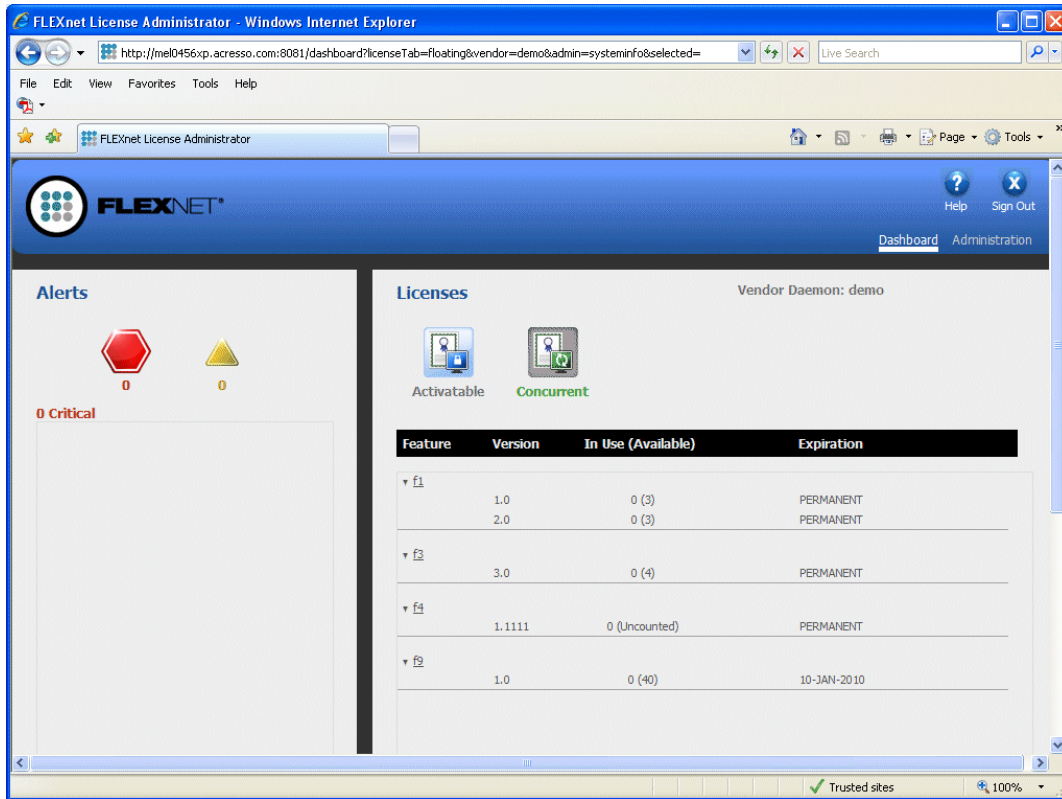 FLEXnet License Administrator - Windows Internet Explorer
http://mel0456xp.acresso.com:8081/dashboard?licenseTab=floating&vendor=demo&admin=systeminfo&selected=
Live Search
File Edit View Favorites Tools Help
FLEXnet License Administrator
Page Tools
FLEXNET
Help Sign Out
Dashboard Administration
Alerts
0 0
0 Critical
Licenses Vendor Daemon: demo
Activatable Concurrent
Feature Version In Use (Available) Expiration
f1
1.0 0 (3) PERMANENT
2.0 0 (3) PERMANENT
f3
3.0 0 (4) PERMANENT
f4
1.1111 0 (Uncounted) PERMANENT
f9
1.0 0 (40) 10-JAN-2010
Trusted sites 100%